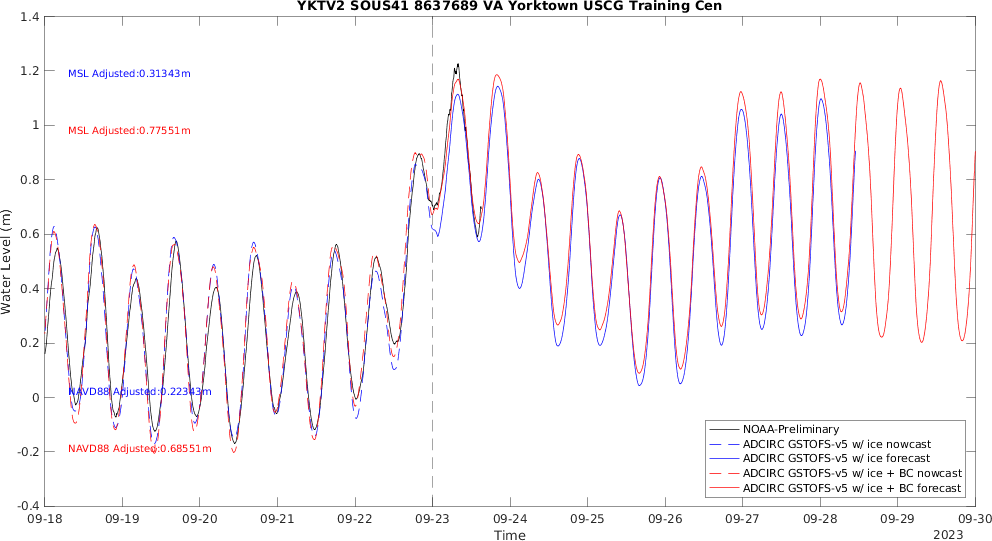 YKTV2 SOUS41 8637689 VA Yorktown USCG Training Cen
1.4
1.2
1
0.8
0.6
0.4
0.2
0
-0.2
-0.4
Water Level (m)
MSL Adjusted:0.31343m
MSL Adjusted:0.77551m
NAVD88 Adjusted:0.22343m
NAVD88 Adjusted:0.68551m
NOAA-Preliminary
ADCIRC GSTOFS-v5 w/ ice nowcast
ADCIRC GSTOFS-v5 w/ ice forecast
ADCIRC GSTOFS-v5 w/ ice + BC nowcast
ADCIRC GSTOFS-v5 w/ ice + BC forecast
09-18 09-19 09-20 09-21 09-22 09-23 09-24 09-25 09-26 09-27 09-28 09-29 09-30
Time
2023